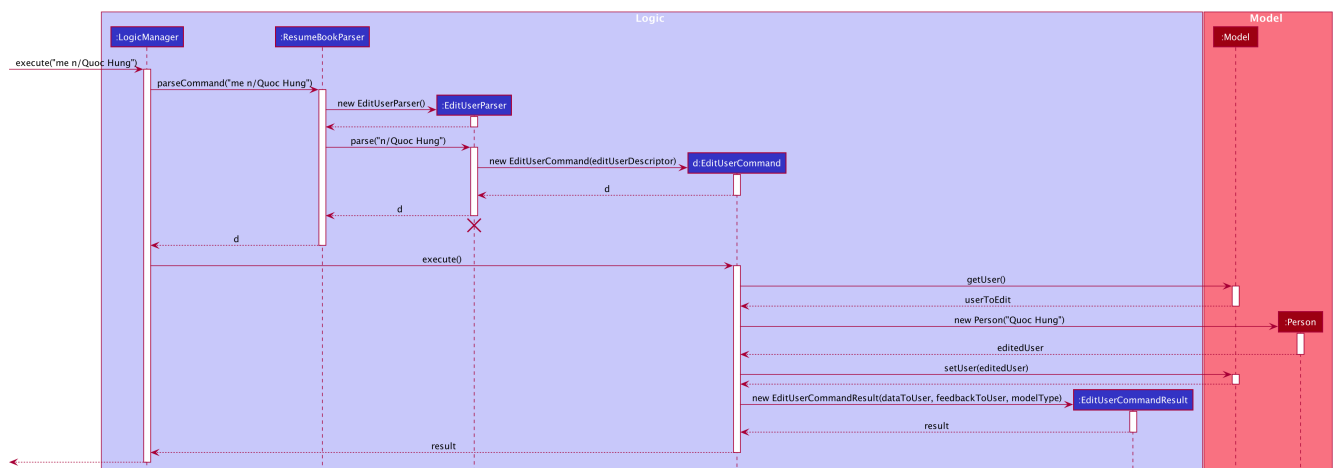 Logic
Model
:LogicManager
:ResumeBookParser
:Model
execute("me n/Quoc Hung")
parseCommand("me n/Quoc Hung")
new EditUserParser()
:EditUserParser
parse("n/Quoc Hung")
new EditUserCommand(editUserDescriptor)
d:EditUserCommand
d
d
d
execute()
getUser()
userToEdit
new Person("Quoc Hung")
:Person
editedUser
setUser(editedUser)
new EditUserCommandResult(dataToUser, feedbackToUser, modelType)
:EditUserCommandResult
result
result